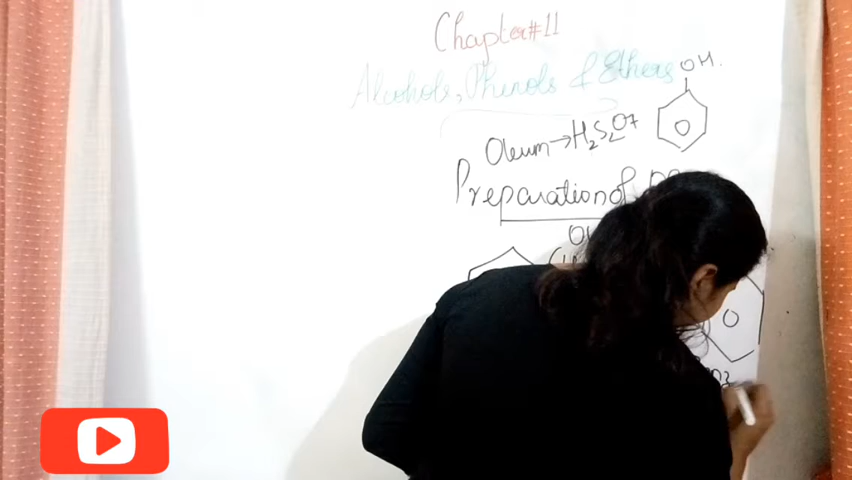 Chapter#11
Alcohols, Phenols & Ethers
OH.
Oleum→H2S2O7
Preparation of